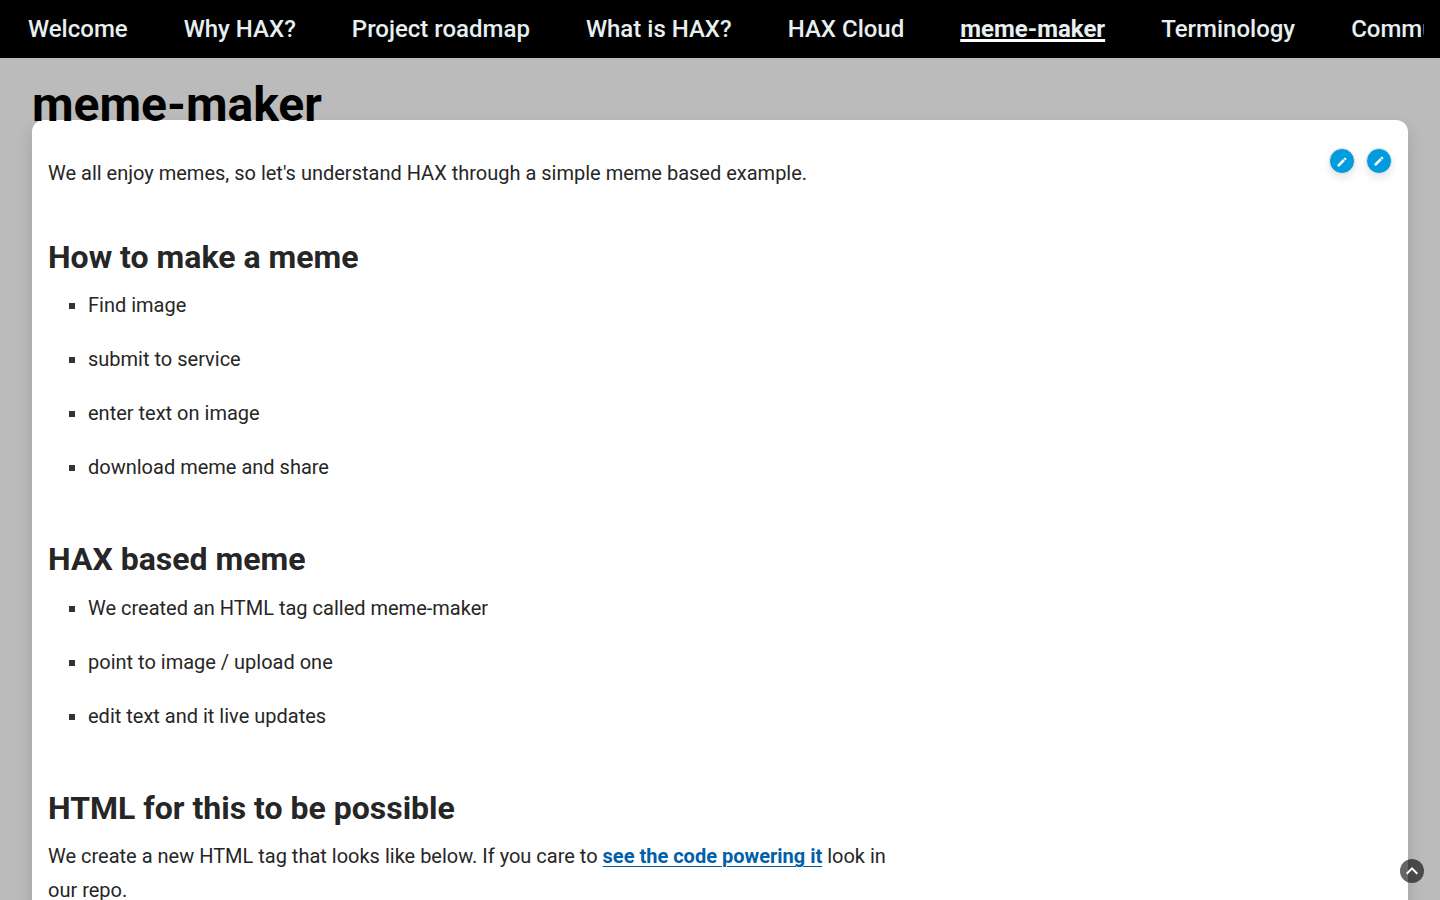 Welcome Why HAX? Project roadmap What is HAX? HAX Cloud meme-maker Terminology Comm
meme-maker
We all enjoy memes, so let's understand HAX through a simple meme based example.
How to make a meme
Find image
submit to service
enter text on image
download meme and share
HAX based meme
We created an HTML tag called meme-maker
point to image / upload one
edit text and it live updates
HTML for this to be possible
We create a new HTML tag that looks like below. If you care to see the code powering it look in
our repo.